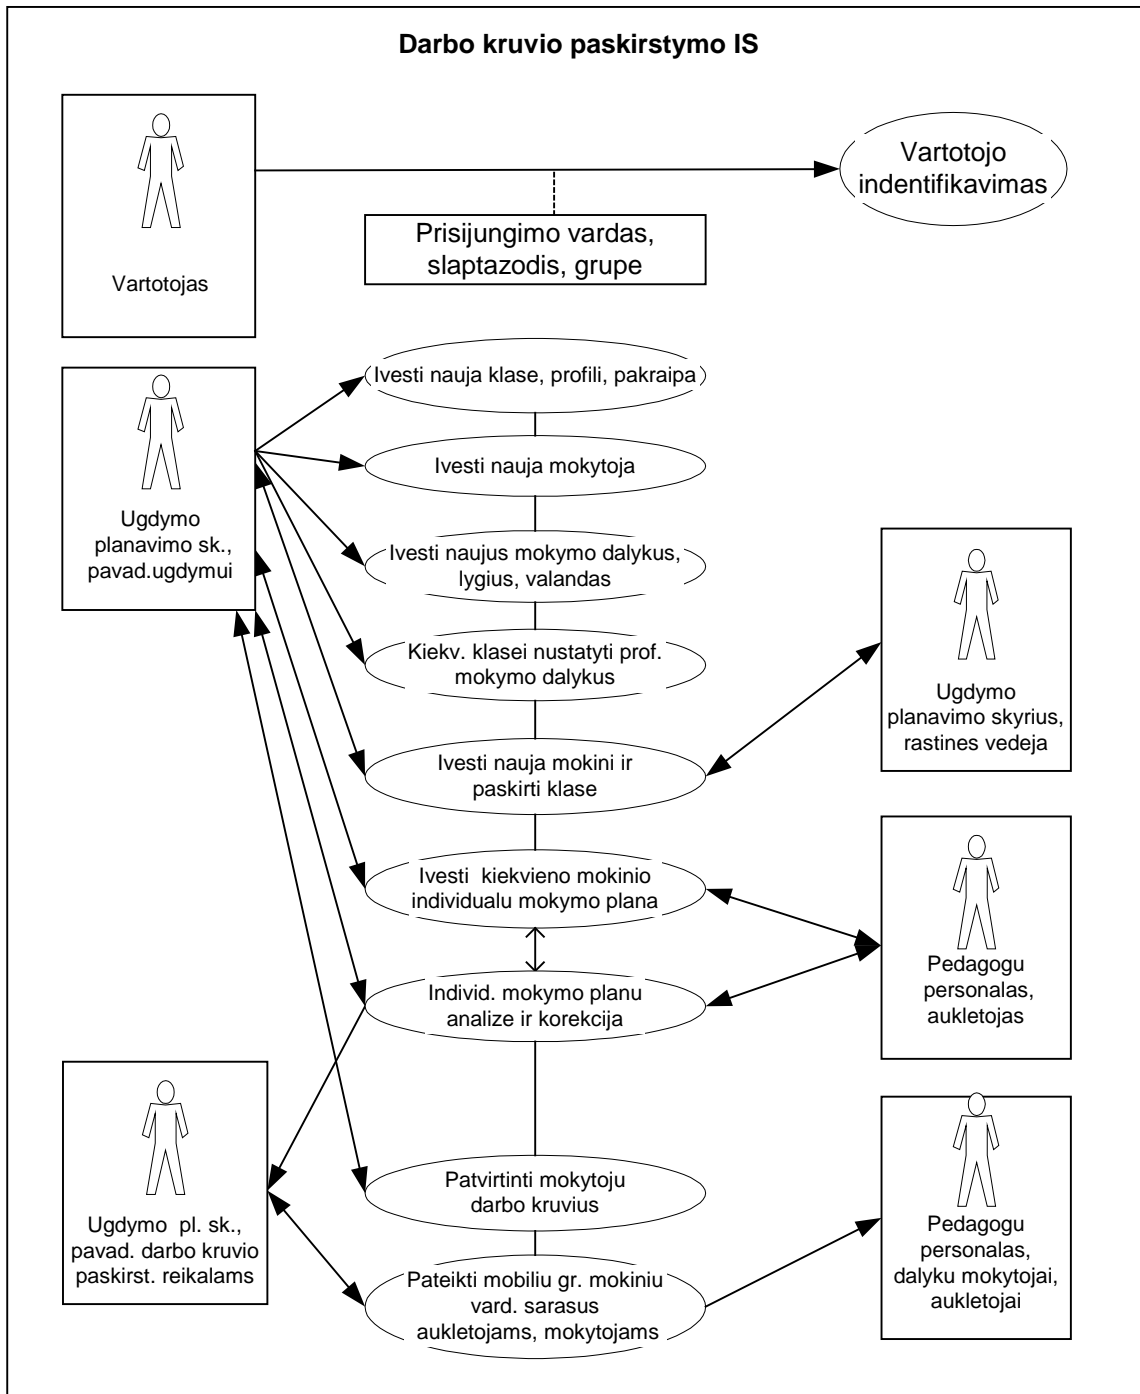 Darbo kruvio paskirstymo IS
Vartotojas
Vartotojo
indentifikavimas
Prisijungimo vardas,
slaptazodis, grupe
Ugdymo
planavimo sk.,
pavad.ugdymui
Ivesti nauja klase, profili, pakraipa
Ivesti nauja mokytoja
Ivesti naujus mokymo dalykus,
lygius, valandas
Kiekv. klasei nustatyti prof.
mokymo dalykus
Ivesti nauja mokini ir
paskirti klase
Ugdymo
planavimo skyrius,
rastines vedeja
Ivesti  kiekvieno mokinio
individualu mokymo plana
Individ. mokymo planu
analize ir korekcija
Pedagogu
personalas,
aukletojas
Ugdymo  pl. sk.,
pavad. darbo kruvio
paskirst. reikalams
Patvirtinti mokytoju
darbo kruvius
Pateikti mobiliu gr. mokiniu
vard. sarasus
aukletojams, mokytojams
Pedagogu
personalas,
dalyku mokytojai,
aukletojai